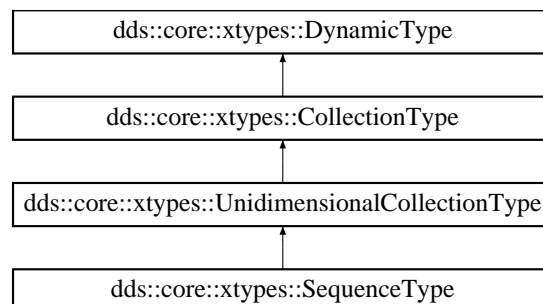 dds::core::xtypes::DynamicType
dds::core::xtypes::CollectionType
dds::core::xtypes::UnidimensionalCollectionType
dds::core::xtypes::SequenceType